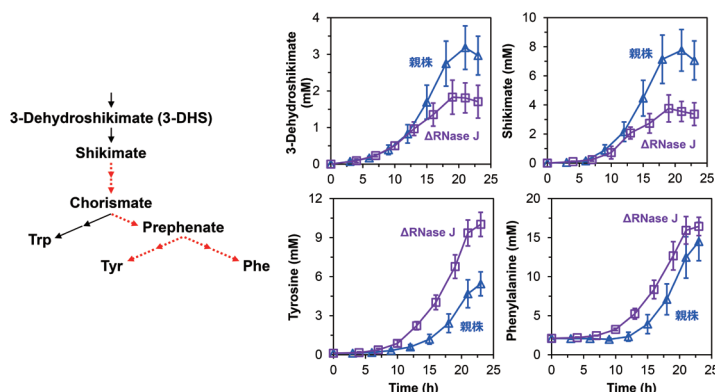 3-Dehydroshikimate (3-DHS)
Shikimate
Chorismate
Trp
Prephenate
Tyr
Phe
3-Dehydroshikimate
(mM)
4
3
2
1
0
0 5 10 15 20 25
親株
ΔRNase J
Shikimate (mM)
10
8
6
4
2
0
0 5 10 15 20 25
親株
ΔRNase J
Tyrosine (mM)
12
9
6
3
0
0 5 10 15 20 25
ΔRNase J
親株
Time (h)
Phenylalanine (mM)
20
15
10
5
0
0 5 10 15 20 25
ΔRNase J
親株
Time (h)